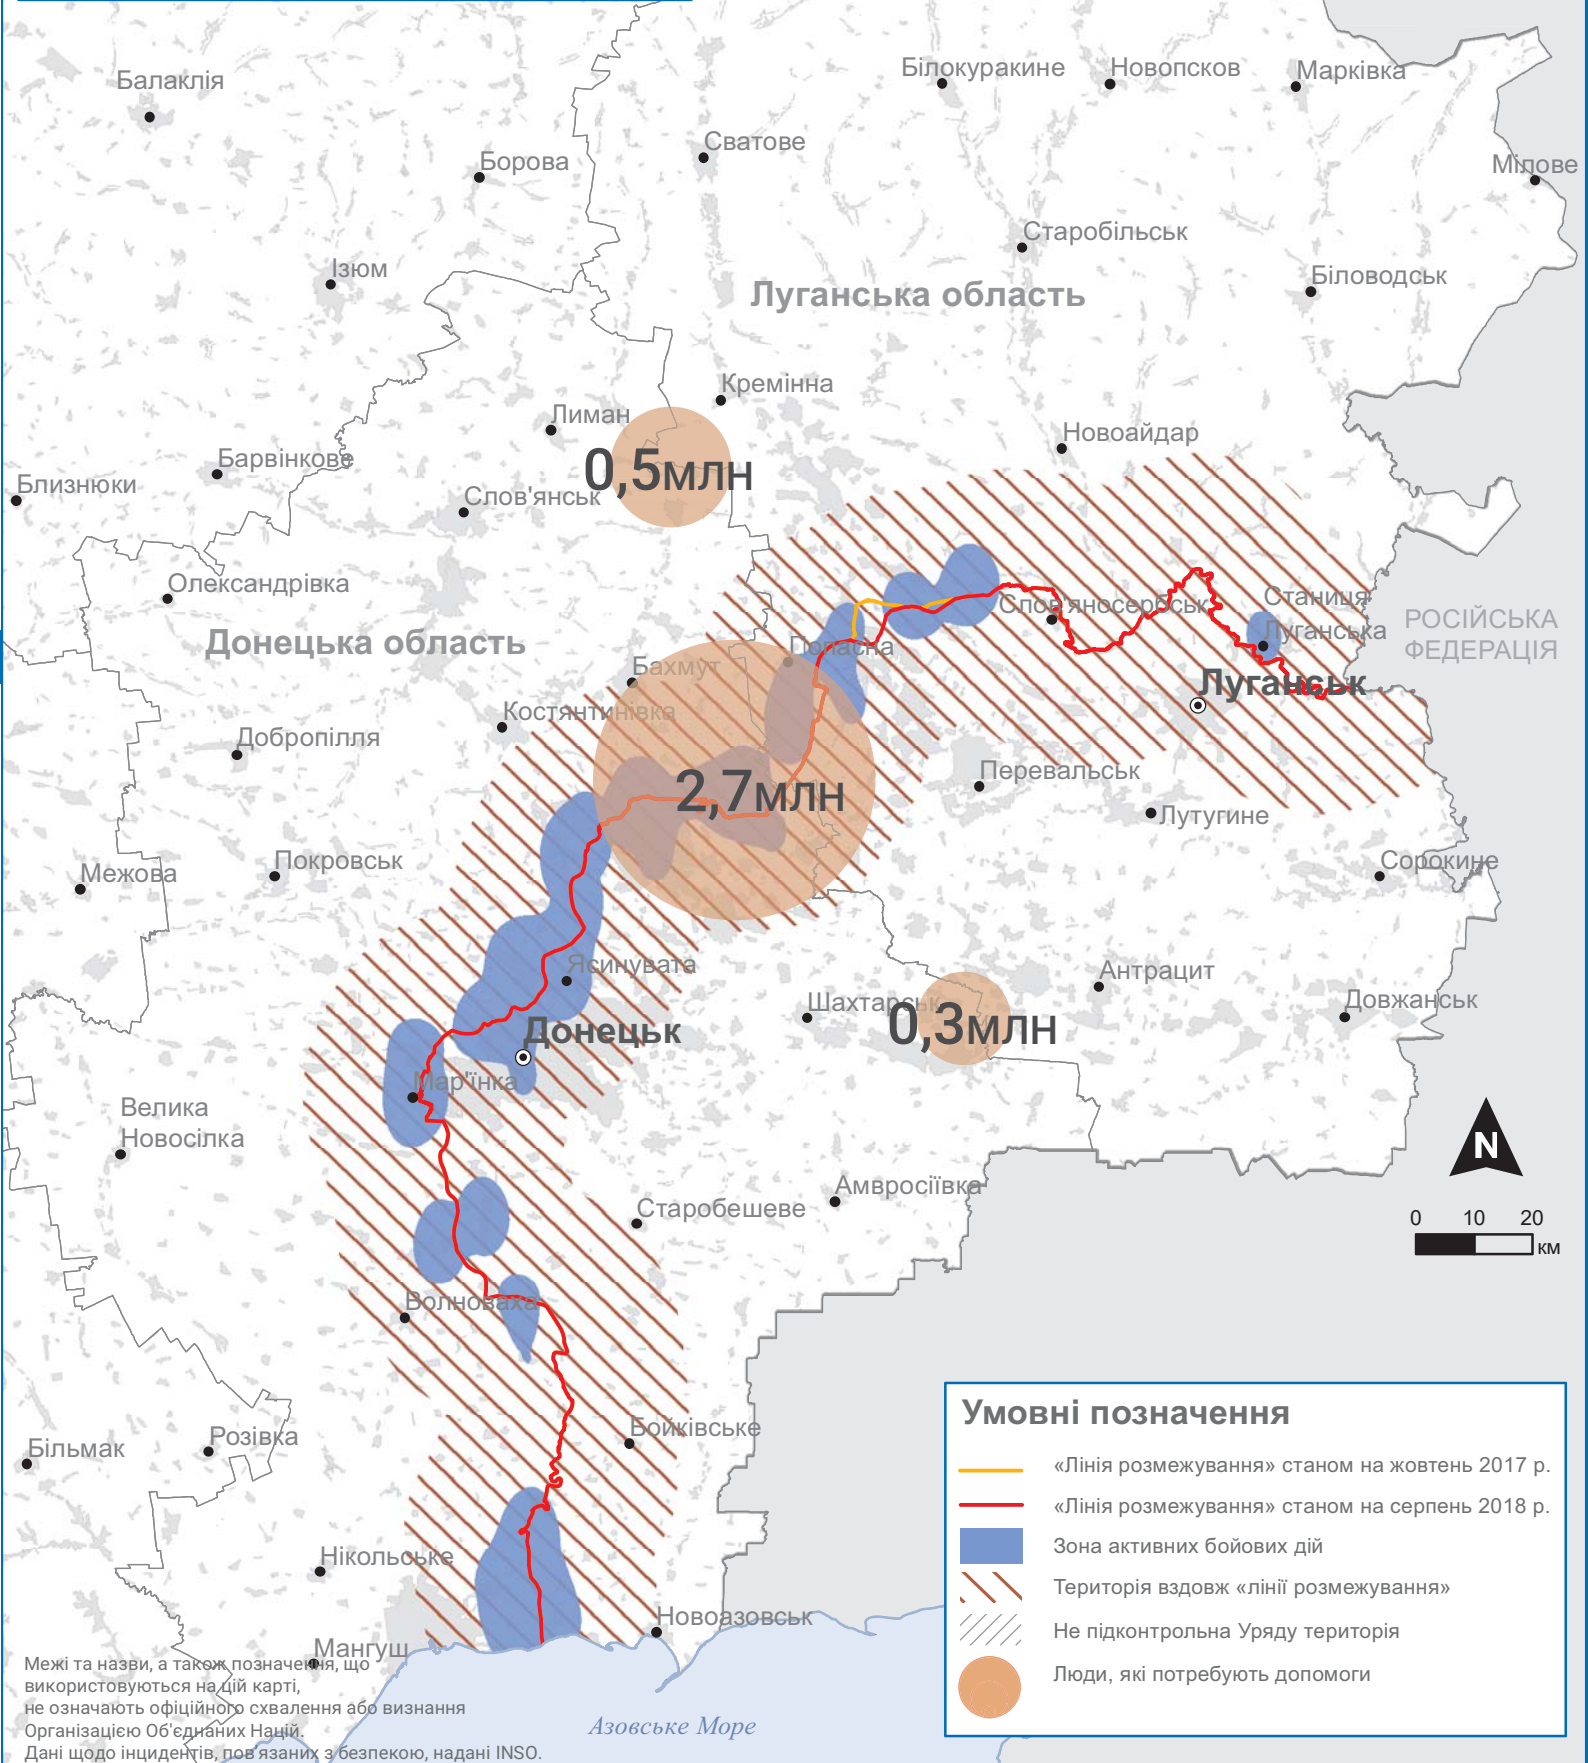 Балаклія
Білокуракине
Новопсков
Марківка
Сватове
Борова
Мілове
Старобільськ
Ізюм
Біловодськ
Луганська область
Кремінна
Лиман
Новоайдар
Барвінкове
0,5млн
Близнюки
Слов'янськ
Олександрівка
Слов'яносербськ
Станиця
Луганська
РОСІЙСЬКА
ФЕДЕРАЦІЯ
Донецька область
Попасна
Бахмут
Луганськ
Костянтинівка
Добропілля
Перевальськ
2,7млн
Лутугине
Покровськ
Межова
Сорокине
Ясинувата
Антрацит
Шахтарськ
Довжанськ
0,3млн
Донецьк
Мар'їнка
Велика
Новосілка
N
Амвросіївка
Старобешеве
0 10 20
км
Волноваха
Умовні позначення
«Лінія розмежування» станом на жовтень 2017 р.
«Лінія розмежування» станом на серпень 2018 р.
Зона активних бойових дій
Територія вздовж «лінії розмежування»
Не підконтрольна Уряду територія
Люди, які потребують допомоги
Бойківське
Розівка
Більмак
Нікольське
Новоазовськ
Мангуш
Межі та назви, а також позначення, що
використовуються на цій карті,
не означають офіційного схвалення або визнання
Організацією Об'єднаних Націй.
Дані щодо інцидентів, пов'язаних з безпекою, надані INSO.
Азовське Море